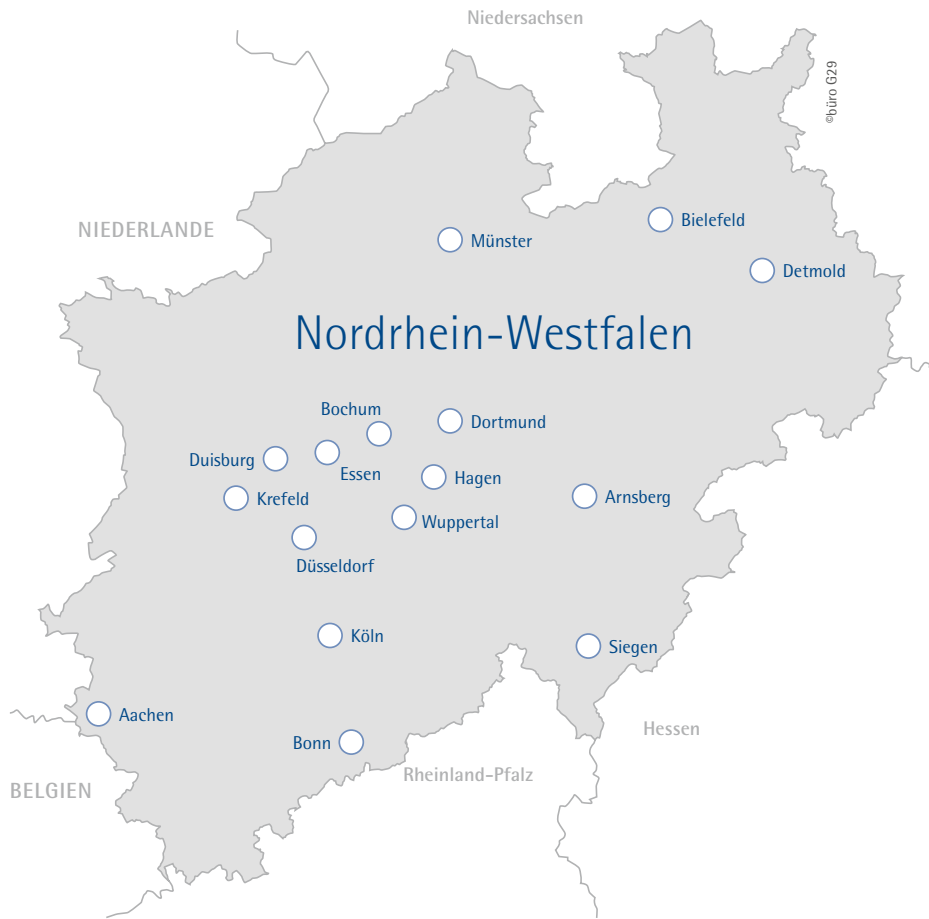 Niedersachsen
©büro G29
NIEDERLANDE
Bielefeld
Münster
Detmold
Nordrhein-Westfalen
Bochum
Dortmund
Duisburg
Essen
Hagen
Krefeld
Arnsberg
Wuppertal
Düsseldorf
Köln
Siegen
Aachen
Hessen
Bonn
Rheinland-Pfalz
BELGIEN